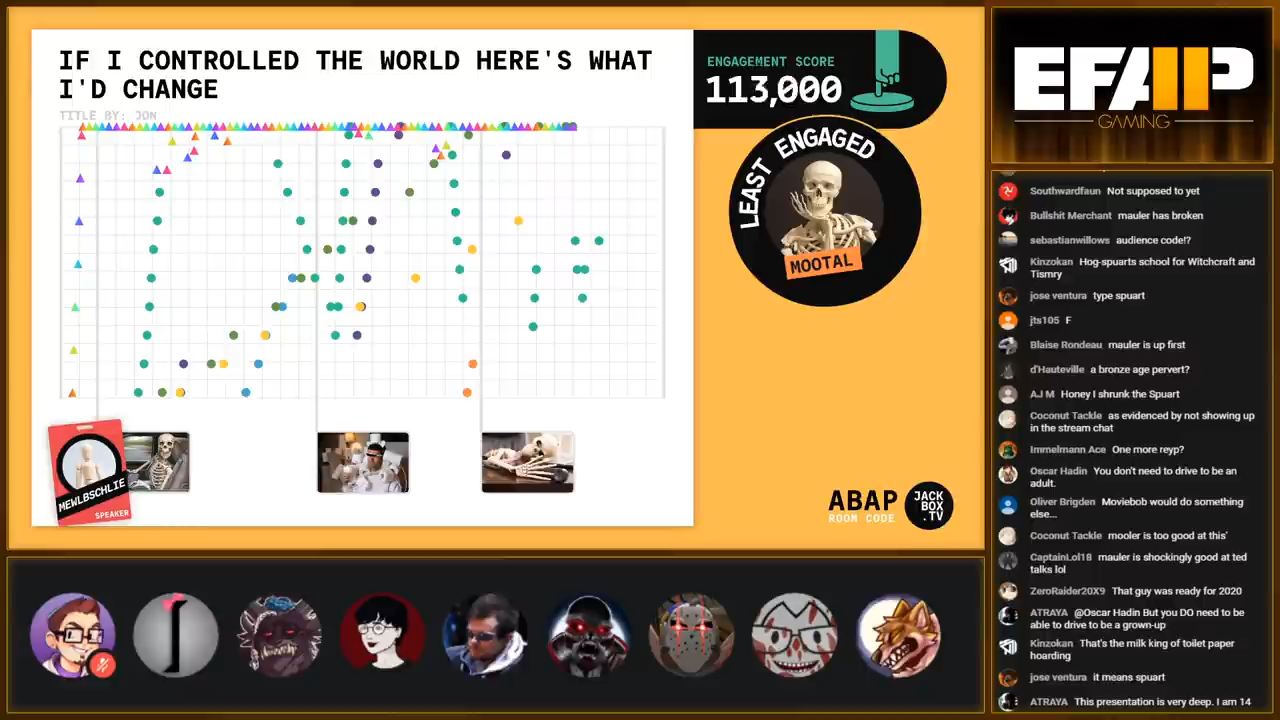 IF I CONTROLLED THE WORLD HERE'S WHAT
I'D CHANGE
TITLE BY: JON
MEWLBSCHLIE
SPEAKER
ENGAGEMENT SCORE
113,000
LEAST ENGAGED
MOOTAL
ABAP
ROOM CODE
JACK
BOX
.TV
EFAP
GAMING
Southwardfaun Not supposed to yet
Bullshit Merchant mauler has broken
sebastianwillows audience code!?
Kinzokan Hog-spuarts school for Witchcraft and
Tismry
jose ventura type spuart
jts105 F
Blaise Rondeau mauler is up first
d'Hauteville a bronze age pervert?
AJ M Honey I shrunk the Spuart
Coconut Tackle as evidenced by not showing up
in the stream chat
Immelmann Ace One more reyp?
Oscar Hadin You don't need to drive to be an
adult.
Oliver Brigden Moviebob would do something
else...
Coconut Tackle mooler is too good at this'
CaptainLol18 mauler is shockingly good at ted
talks lol
ZeroRaider20X9 That guy was ready for 2020
ATRAYA @Oscar Hadin But you DO need to be
able to drive to be a grown-up
Kinzokan That's the milk king of toilet paper
hoarding
jose ventura it means spuart
ATRAYA This presentation is very deep. I am 14